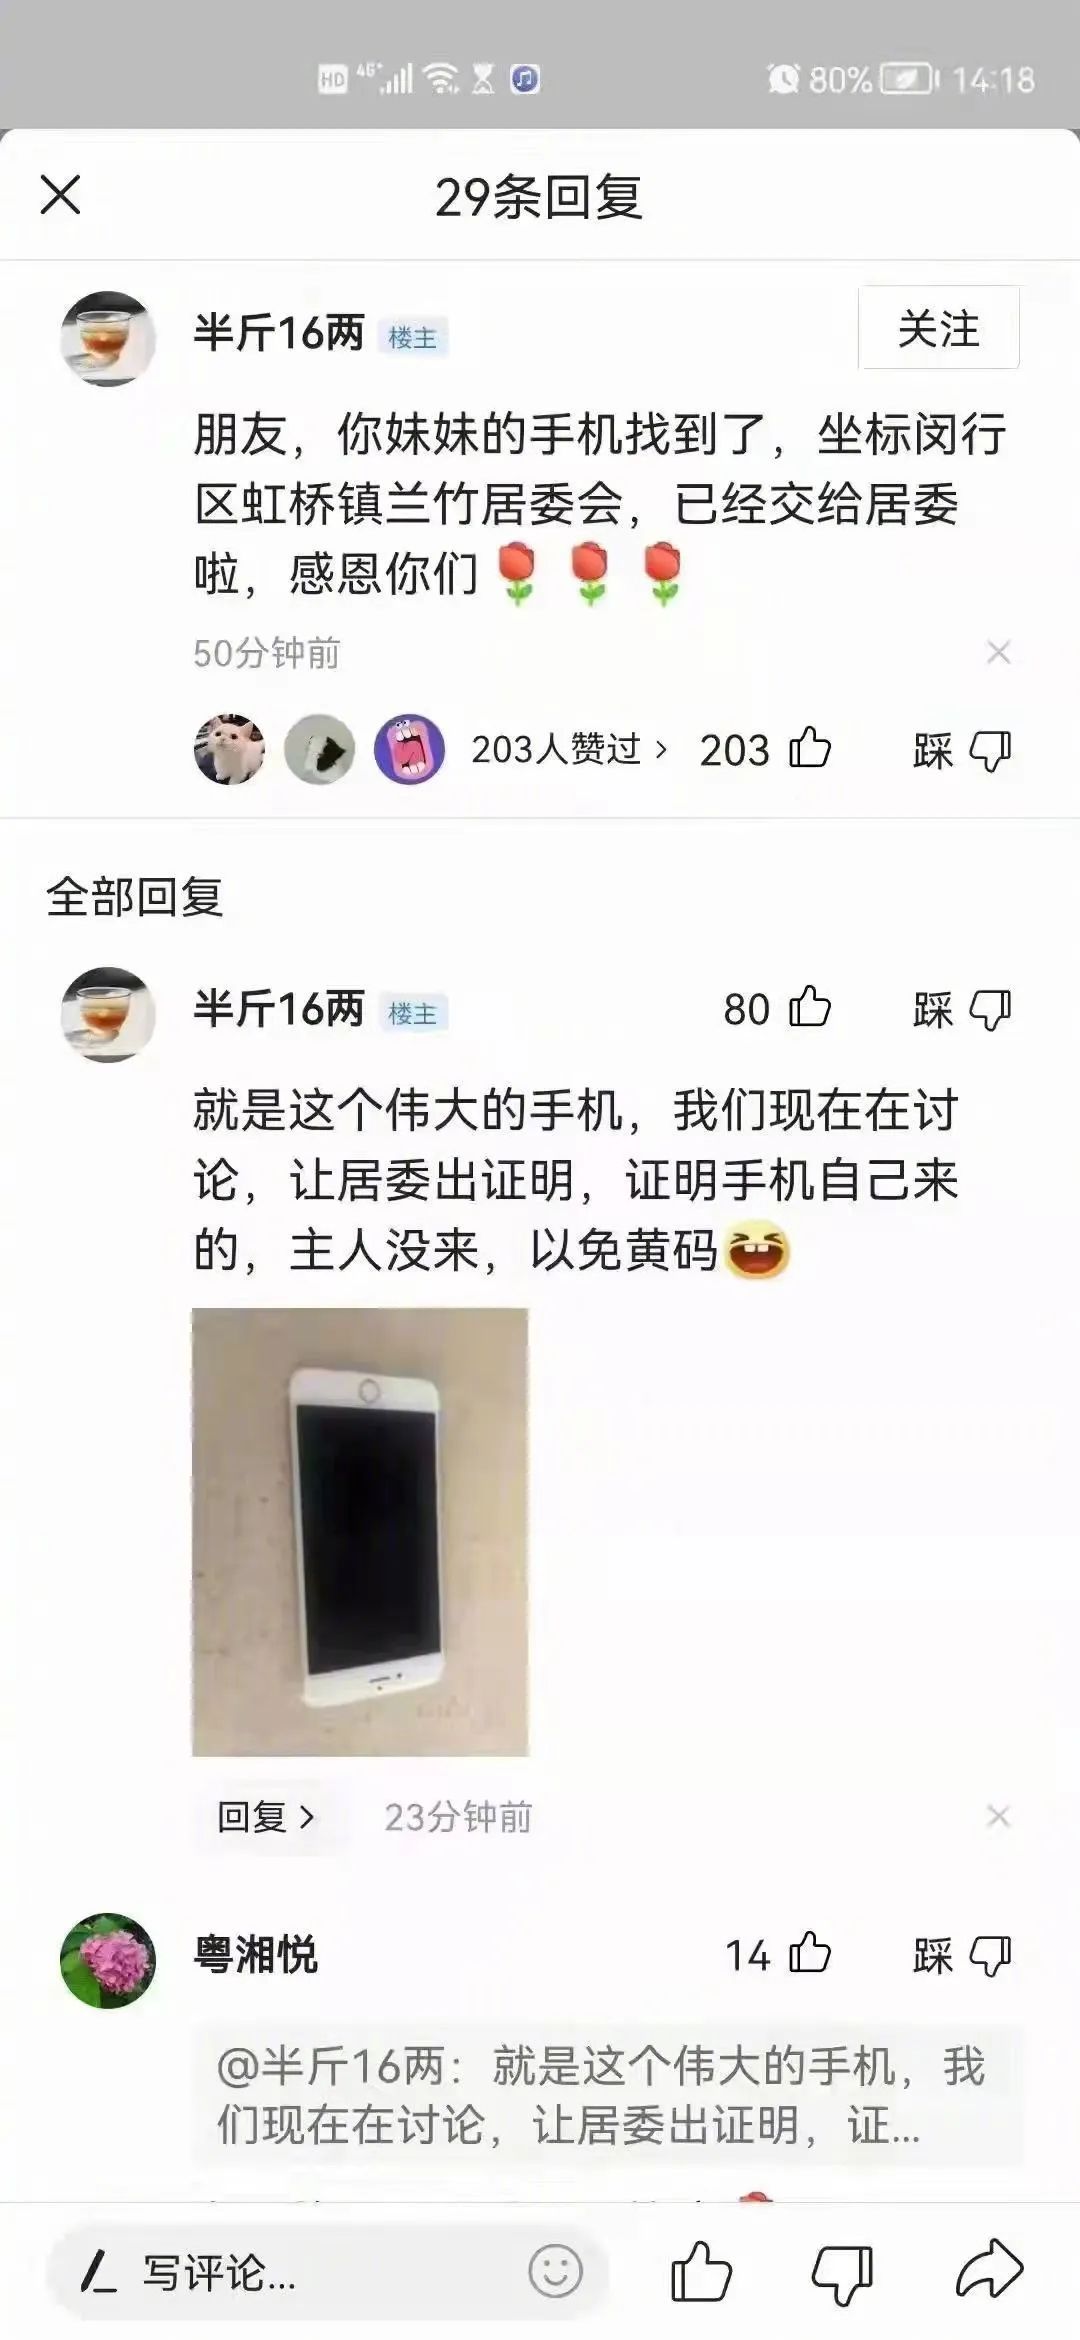 HD 4G+ 80% 14:18
29条回复
半斤16两 楼主 关注
朋友，你妹妹的手机找到了，坐标闵行
区虹桥镇兰竹居委会，已经交给居委
啦，感恩你们🌹🌹🌹
50分钟前
203人赞过 > 203 踩
全部回复
半斤16两 楼主 80 踩
就是这个伟大的手机，我们现在在讨
论，让居委出证明，证明手机自己来
的，主人没来，以免黄码😆
回复 > 23分钟前
粤湘悦 14 踩
@半斤16两：就是这个伟大的手机，我
们现在在讨论，让居委出证明，证...
写评论...